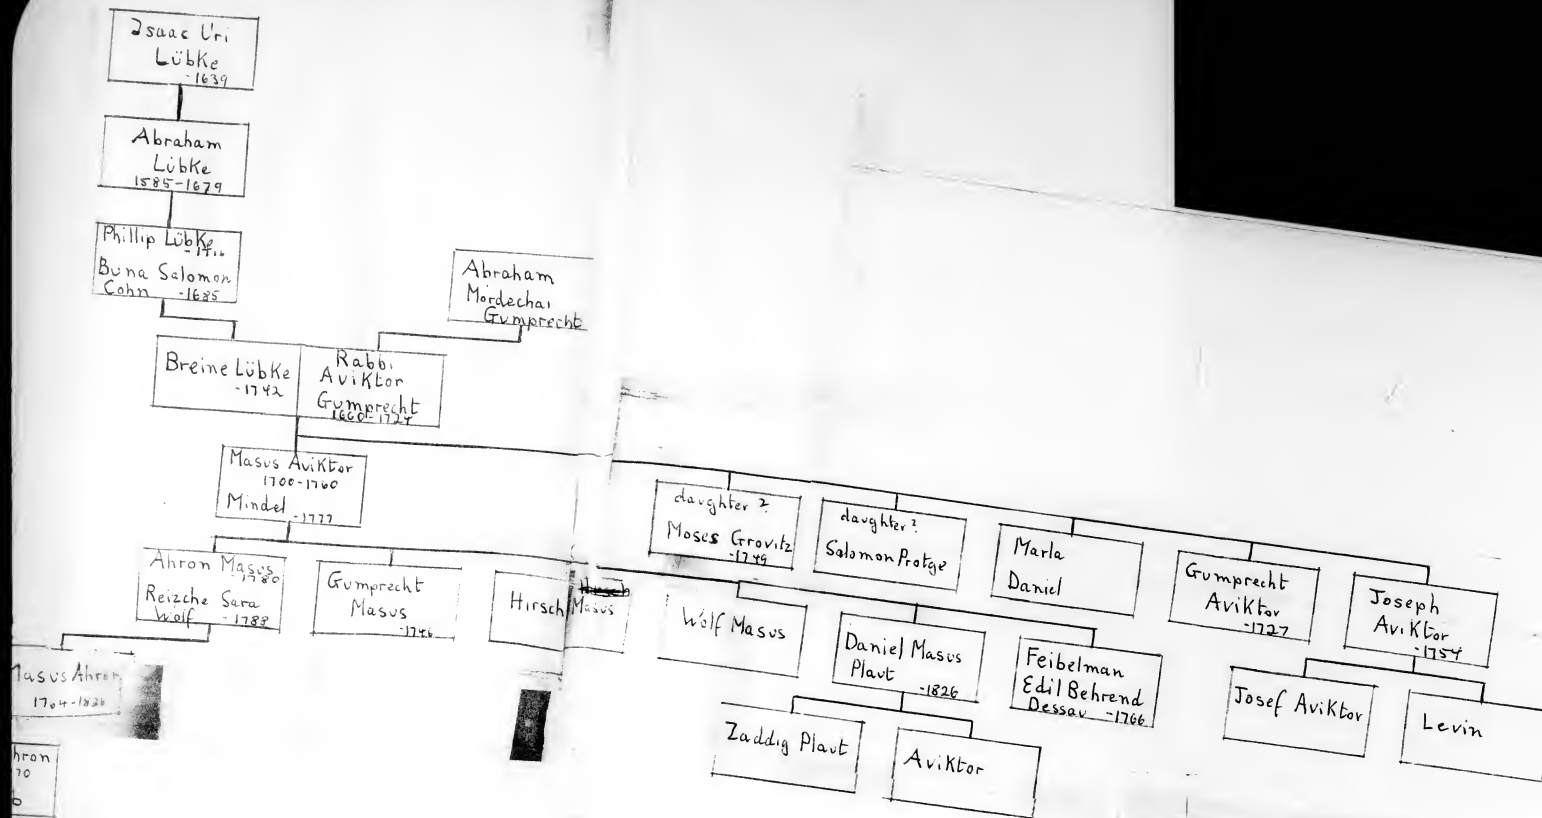 Isaac Uri
Lübke
-1639
Abraham
Lübke
1585-1679
Phillip Lübke
Buna Salomon
Cohn -1685
Abraham
Mordechai
Gumprecht
Breine Lübke
-1742
Rabbi
Aviktor
Gumprecht
1660-1724
Masus Aviktor
1700-1760
Mindel -1777
daughter ?
Moses Grovitz
-1749
daughter ?
Salomon Protge
Marla
Daniel
Gumprecht
Aviktor
-1727
Joseph
Aviktor
-1754
Ahron Masus
-1780
Reizche Sara
Wolf -1788
Gumprecht
Masus
-1746
Hirsch Masus
Wolf Masus
Daniel Masus
Plaut
-1826
Feibelman
Edil Behrend
Dessau -1766
Josef Aviktor
Levin
Masus Ahron
Zaddig Plaut
Aviktor
hron
70